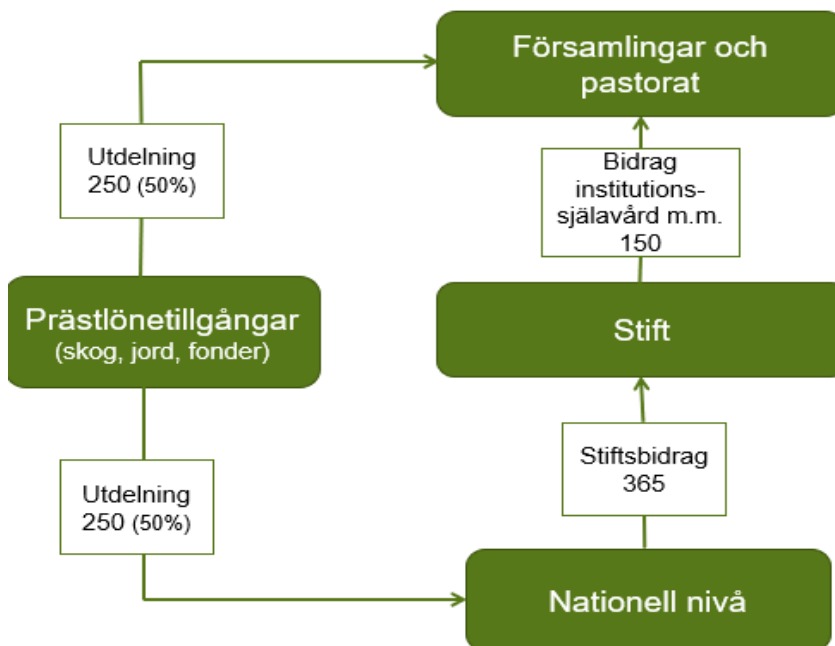 Församlingar och
pastorat
Utdelning
250 (50%)
Bidrag
institutions-
själavård m.m.
150
Prästlönetillgångar
(skog, jord, fonder)
Stift
Utdelning
250 (50%)
Stiftsbidrag
365
Nationell nivå